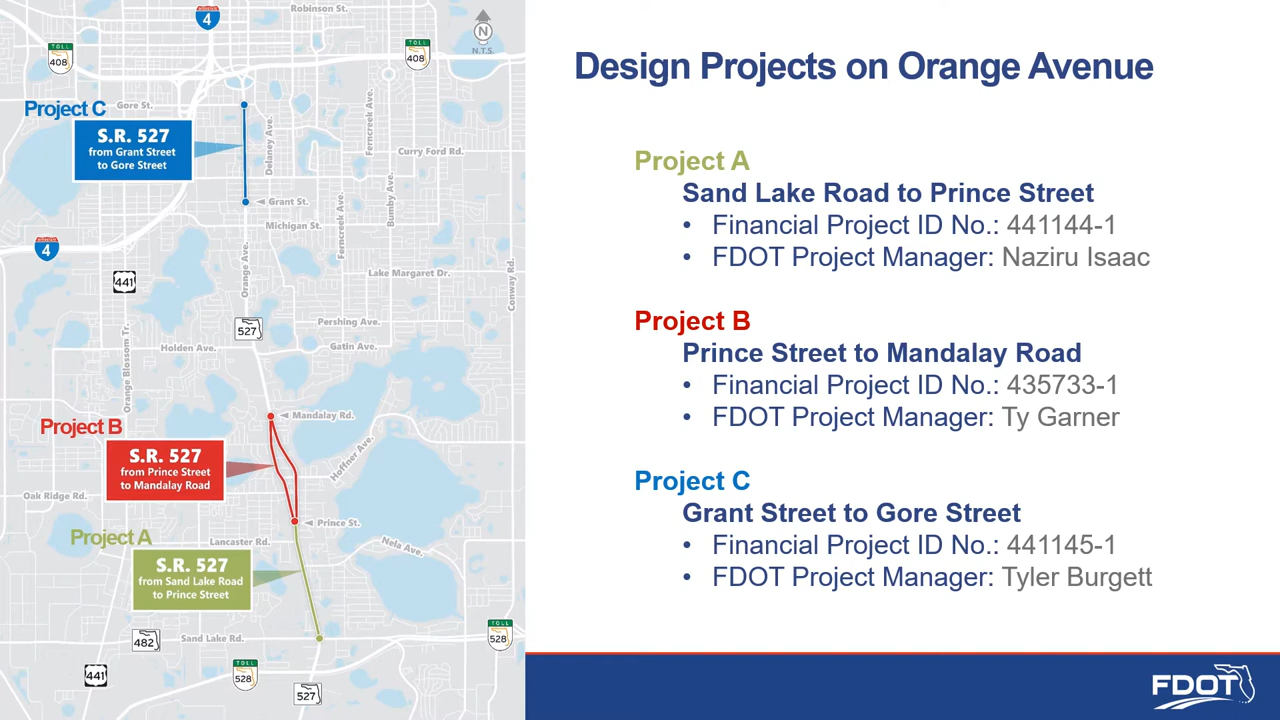 Robinson St.
4
N
N.T.S.
TOLL
408
TOLL
408
Project C
Gore St.
S.R. 527
from Grant Street
to Gore Street
Delaney Ave.
Ferncreek Ave.
Curry Ford Rd.
Bumby Ave.
Grant St.
Michigan St.
Ferncreek Ave.
4
441
Orange Ave.
Lake Margaret Dr.
Conway Rd.
527
Pershing Ave.
Gatin Ave.
Holden Ave.
Orange Blossom Tr.
Mandalay Rd.
Project B
S.R. 527
from Prince Street
to Mandalay Road
Hoffner Ave.
Oak Ridge Rd.
Prince St.
Project A
Lancaster Rd.
Nela Ave.
S.R. 527
from Sand Lake Road
to Prince Street
482
Sand Lake Rd.
TOLL
528
441
TOLL
528
527
Design Projects on Orange Avenue
Project A
Sand Lake Road to Prince Street
• Financial Project ID No.: 441144-1
• FDOT Project Manager: Naziru Isaac
Project B
Prince Street to Mandalay Road
• Financial Project ID No.: 435733-1
• FDOT Project Manager: Ty Garner
Project C
Grant Street to Gore Street
• Financial Project ID No.: 441145-1
• FDOT Project Manager: Tyler Burgett
FDOT